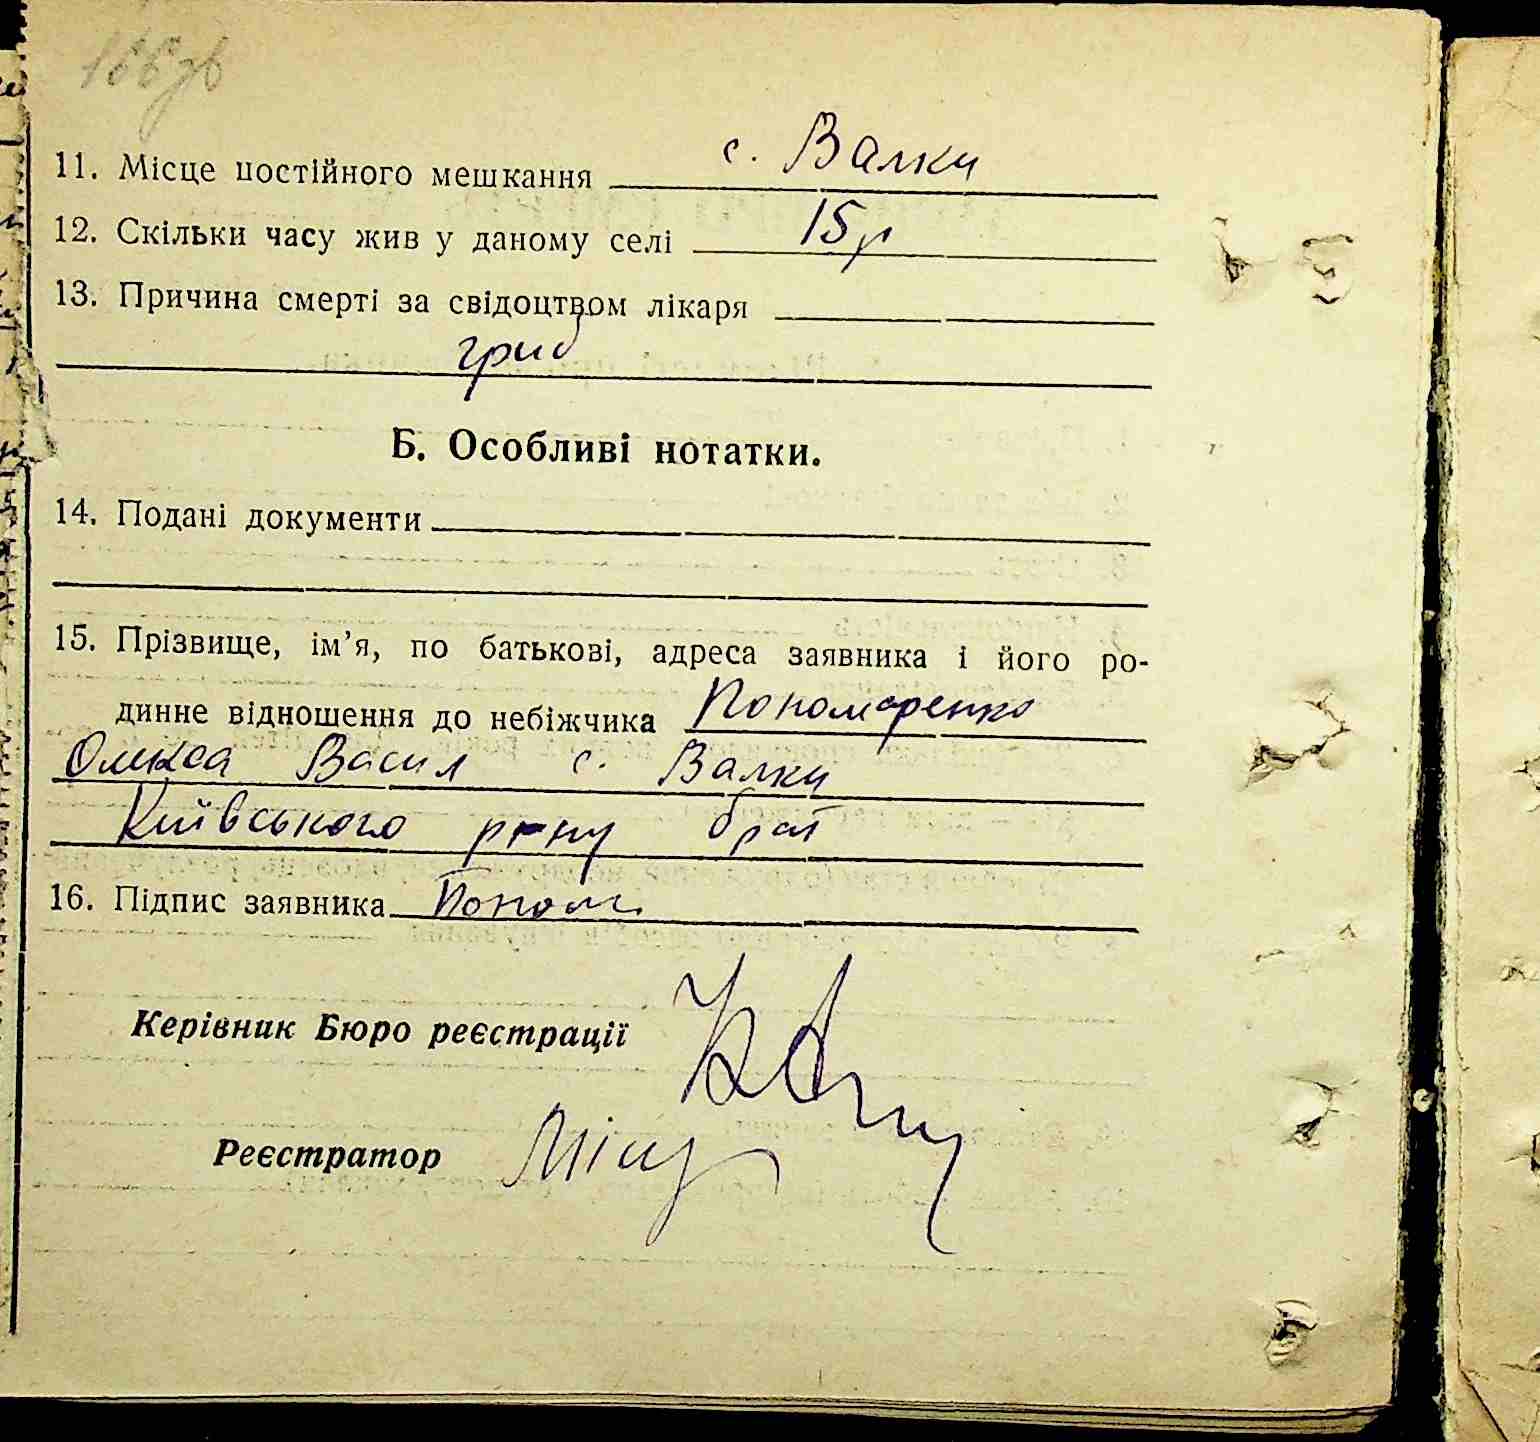 166 зв
11. Місце постійного мешкання с. Валки
12. Скільки часу жив у даному селі 15 р
13. Причина смерті за свідоцтвом лікаря
гриб
Б. Особливі нотатки.
14. Подані документи
15. Прізвище, ім’я, по батькові, адреса заявника і його ро-
динне відношення до небіжчика Пономаренко
Олекса Васил с. Валки
Київського р-ну брат
16. Підпис заявника Поном
Керівник Бюро реєстрації
Реєстратор